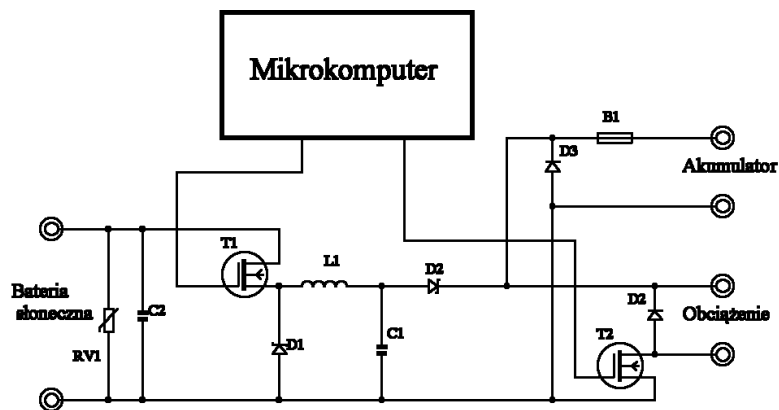 Mikrokomputer
B1
D3
Akumulator
T1
L1
D2
Bateria
słoneczna
C2
RV1
D1
C1
D2
T2
Obciążenie